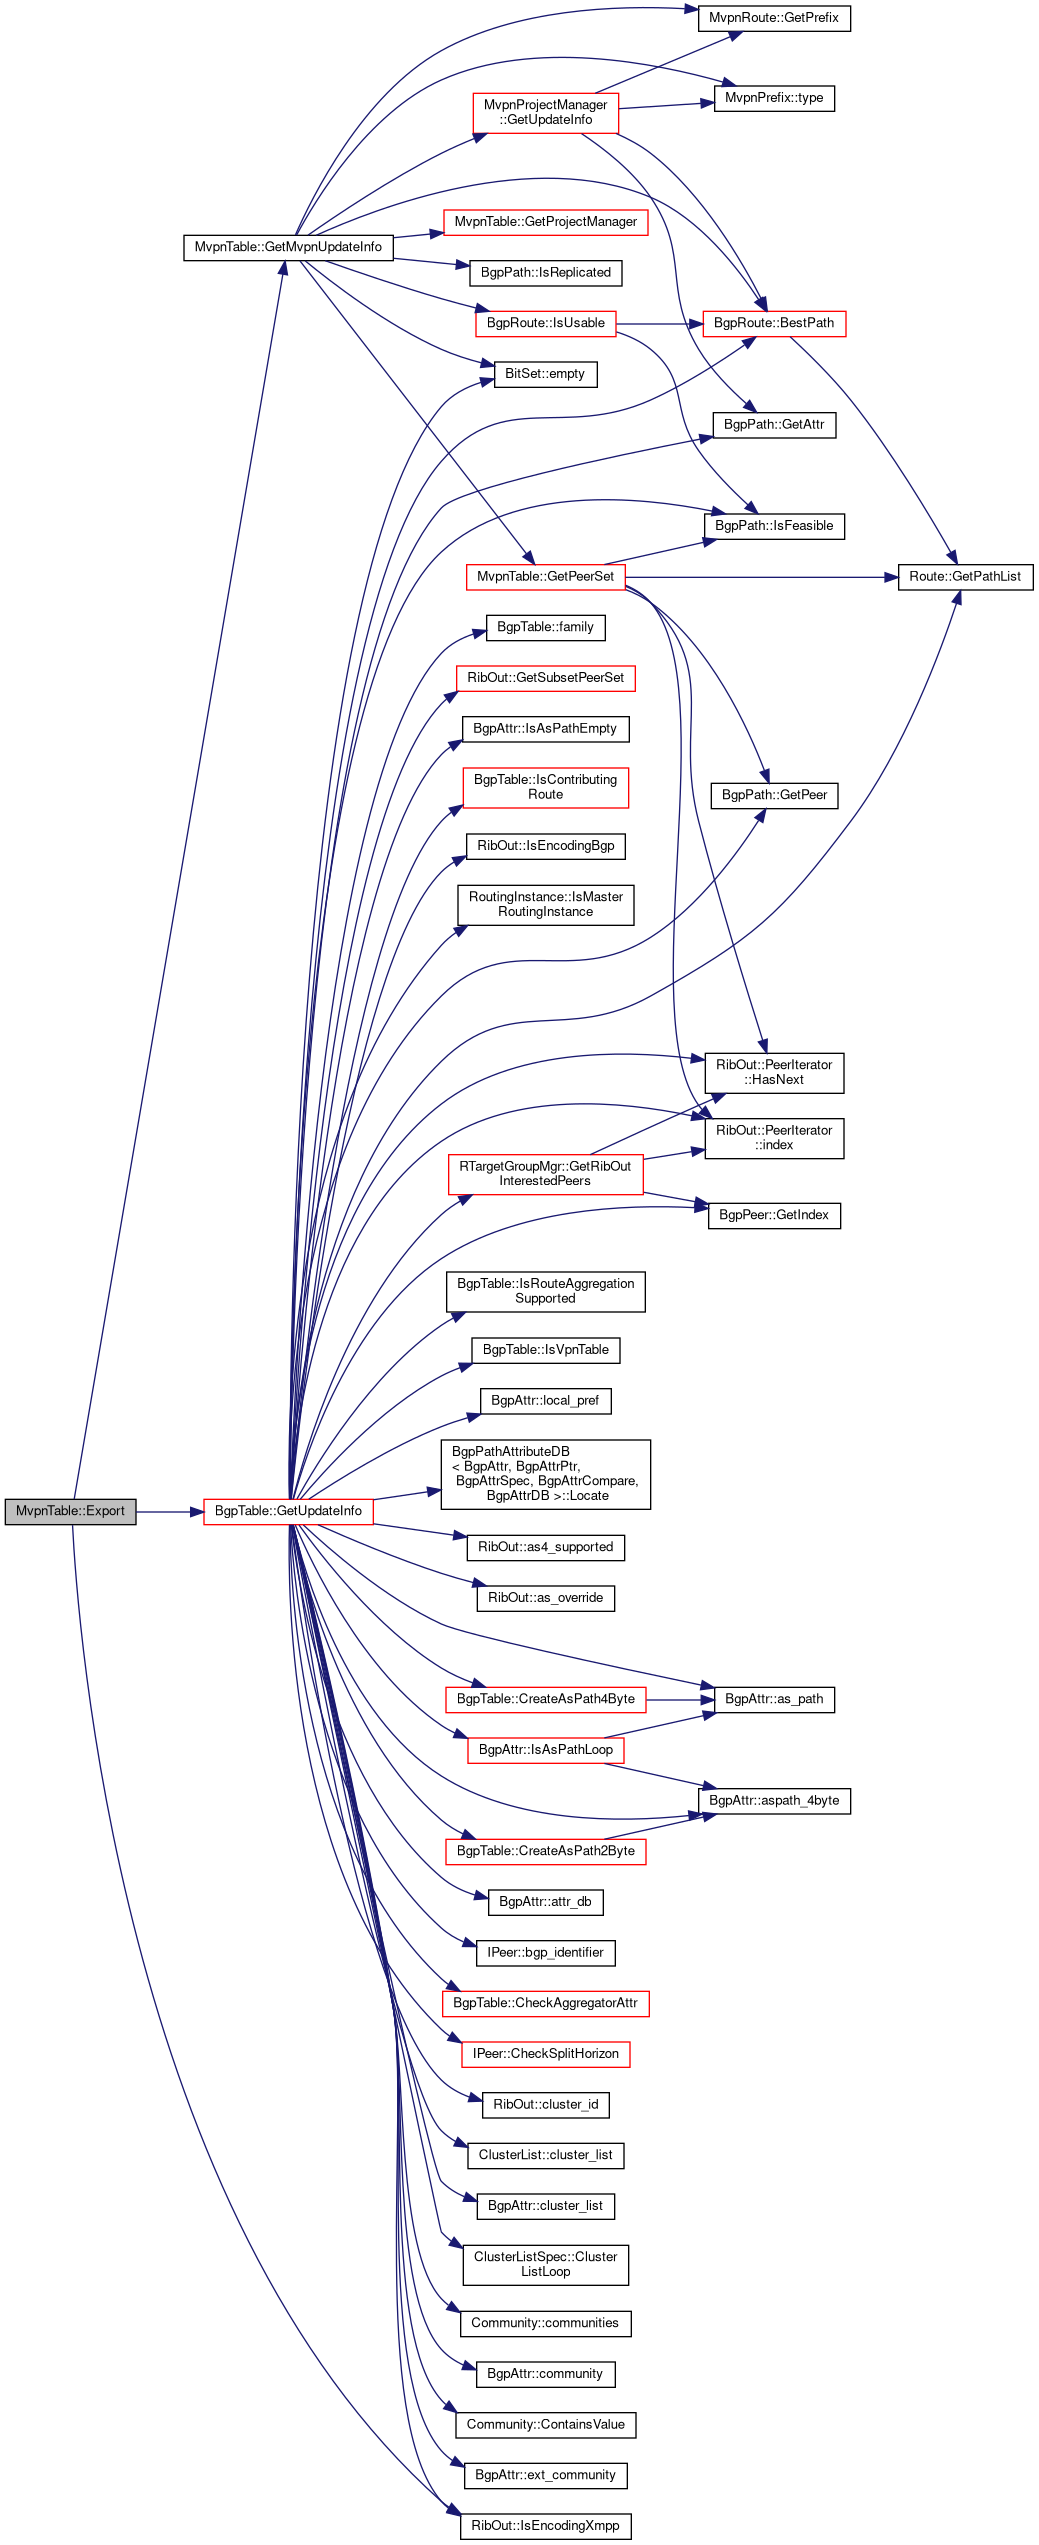 MvpnRoute::GetPrefix
MvpnPrefix::type
MvpnProjectManager
::GetUpdateInfo
MvpnTable::GetProjectManager
MvpnTable::GetMvpnUpdateInfo
BgpPath::IsReplicated
BgpRoute::IsUsable
BgpRoute::BestPath
BitSet::empty
BgpPath::GetAttr
BgpPath::IsFeasible
MvpnTable::GetPeerSet
Route::GetPathList
BgpTable::family
RibOut::GetSubsetPeerSet
BgpAttr::IsAsPathEmpty
BgpTable::IsContributing
Route
BgpPath::GetPeer
RibOut::IsEncodingBgp
RoutingInstance::IsMaster
RoutingInstance
RibOut::PeerIterator
::HasNext
RibOut::PeerIterator
::index
RTargetGroupMgr::GetRibOut
InterestedPeers
BgpPeer::GetIndex
BgpTable::IsRouteAggregation
Supported
BgpTable::IsVpnTable
BgpAttr::local_pref
BgpPathAttributeDB
< BgpAttr, BgpAttrPtr,
BgpAttrSpec, BgpAttrCompare,
BgpAttrDB >::Locate
MvpnTable::Export
BgpTable::GetUpdateInfo
RibOut::as4_supported
RibOut::as_override
BgpTable::CreateAsPath4Byte
BgpAttr::as_path
BgpAttr::IsAsPathLoop
BgpAttr::aspath_4byte
BgpTable::CreateAsPath2Byte
BgpAttr::attr_db
IPeer::bgp_identifier
BgpTable::CheckAggregatorAttr
IPeer::CheckSplitHorizon
RibOut::cluster_id
ClusterList::cluster_list
BgpAttr::cluster_list
ClusterListSpec::Cluster
ListLoop
Community::communities
BgpAttr::community
Community::ContainsValue
BgpAttr::ext_community
RibOut::IsEncodingXmpp